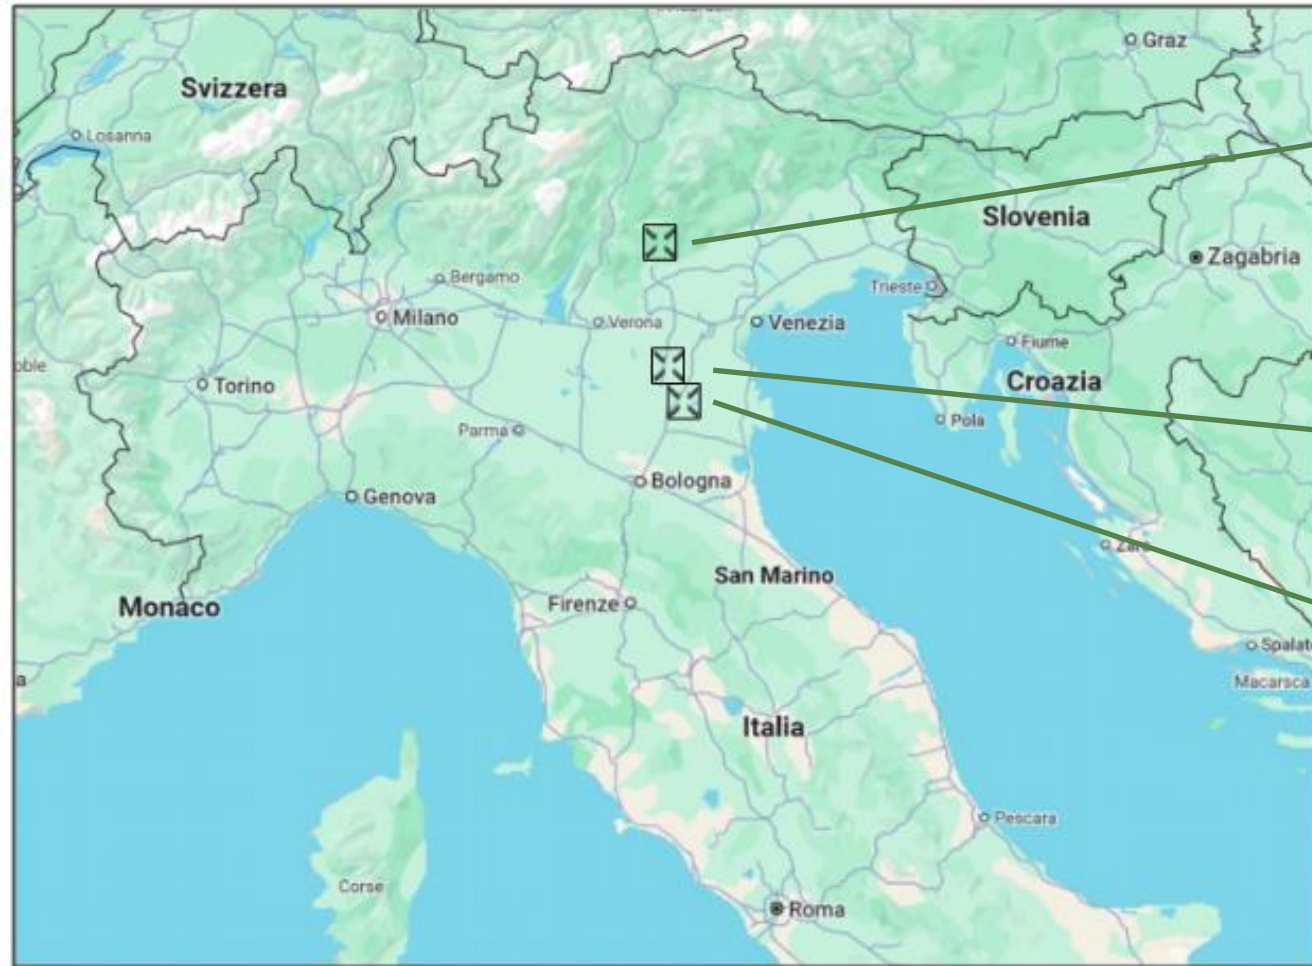 Graz
Svizzera
Losanna
Slovenia
Zagabria
Bergamo
Trieste
Milano
Verona
Venezia
Fiume
Torino
Croazia
Pola
Parma
Bologna
Genova
San Marino
Firenze
Monaco
Spalat
Macarsca
a
Italia
Pescara
Corse
Roma